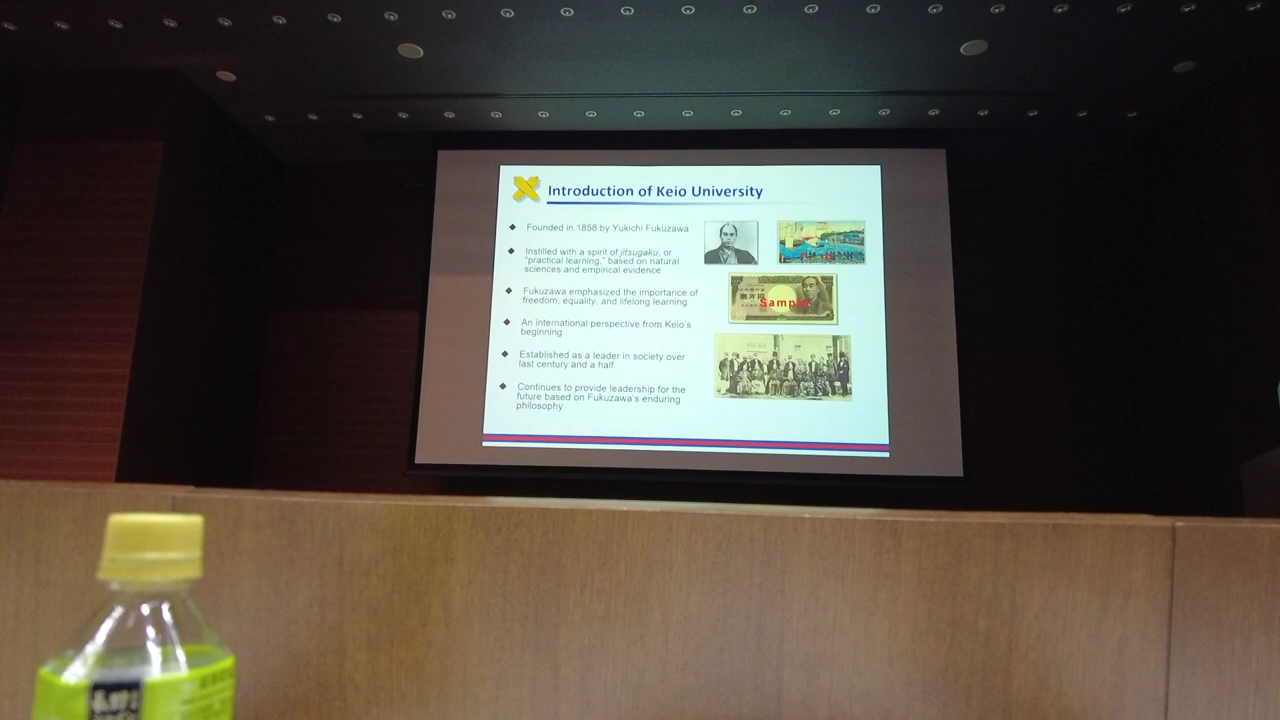 Introduction of Keio University
Founded in 1858 by Yukichi Fukuzawa
Instilled with a spirit of jitsugaku, or
"practical learning," based on natural
sciences and empirical evidence
Fukuzawa emphasized the importance of
freedom, equality, and lifelong learning
An international perspective from Keio's
beginning
Established as a leader in society over
last century and a half
Continues to provide leadership for the
future based on Fukuzawa's enduring
philosophy
Sample